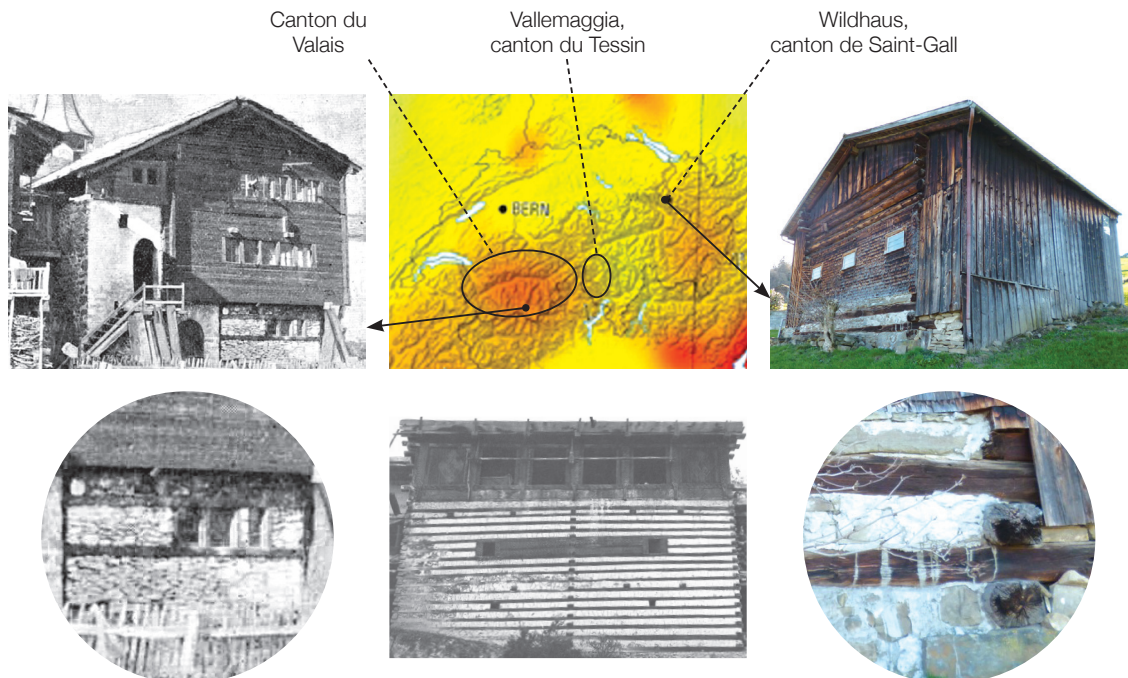 Canton du
Valais
Vallemaggia,
canton du Tessin
Wildhaus,
canton de Saint-Gall
BERN